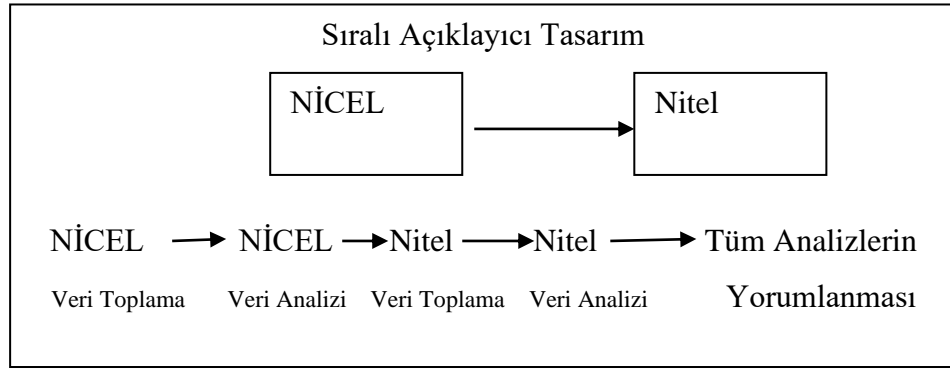 Sıralı Açıklayıcı Tasarım
NİCEL Nitel
NİCEL NİCEL Nitel Nitel Tüm Analizlerin
Veri Toplama Veri Analizi Veri Toplama Veri Analizi Yorumlanması